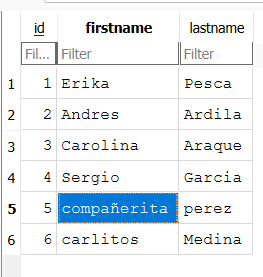 id firstname lastname
Fil... Filter Filter
1 1 Erika Pesca
2 2 Andres Ardila
3 3 Carolina Araque
4 4 Sergio Garcia
5 5 compañerita perez
6 6 carlitos Medina